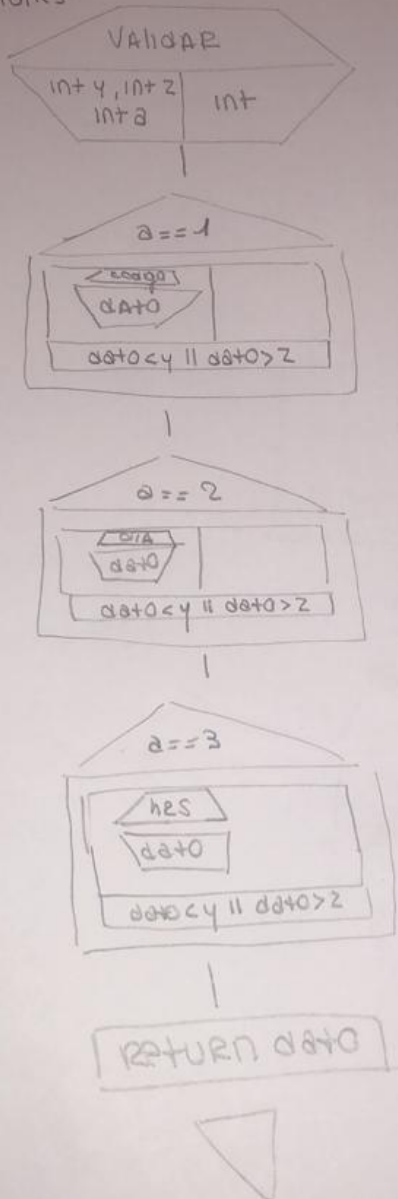 VALIDAR
int y, int z
int a
int
a==1
dato
dato<y || dato>z
a==2
DIA
dato
dato<y || dato>z
a==3
mes
dato
dato<y || dato>z
return dato